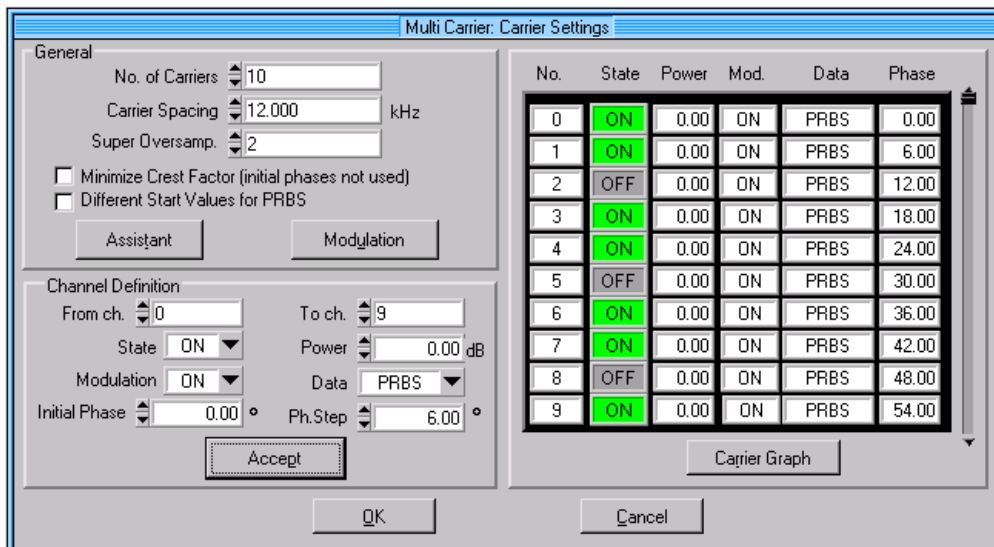 Multi Carrier: Carrier Settings
General
No. of Carriers 10
Carrier Spacing 12.000 kHz
Super Oversamp. 2
Minimize Crest Factor (initial phases not used)
Different Start Values for PRBS
Assistant Modulation
Channel Definition
From ch. 0 To ch. 9
State ON Power 0.00 dB
Modulation ON Data PRBS
Initial Phase 0.00 ° Ph.Step 6.00 °
Accept
No. State Power Mod. Data Phase
0 ON 0.00 ON PRBS 0.00
1 ON 0.00 ON PRBS 6.00
2 OFF 0.00 ON PRBS 12.00
3 ON 0.00 ON PRBS 18.00
4 ON 0.00 ON PRBS 24.00
5 OFF 0.00 ON PRBS 30.00
6 ON 0.00 ON PRBS 36.00
7 ON 0.00 ON PRBS 42.00
8 OFF 0.00 ON PRBS 48.00
9 ON 0.00 ON PRBS 54.00
Carrier Graph
OK Cancel